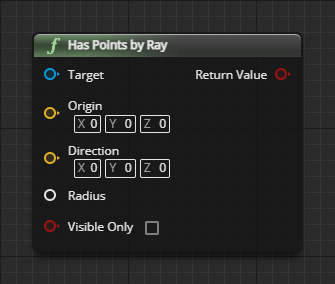 f Has Points by Ray
Target Return Value
Origin
X 0 Y 0 Z 0
Direction
X 0 Y 0 Z 0
Radius
Visible Only